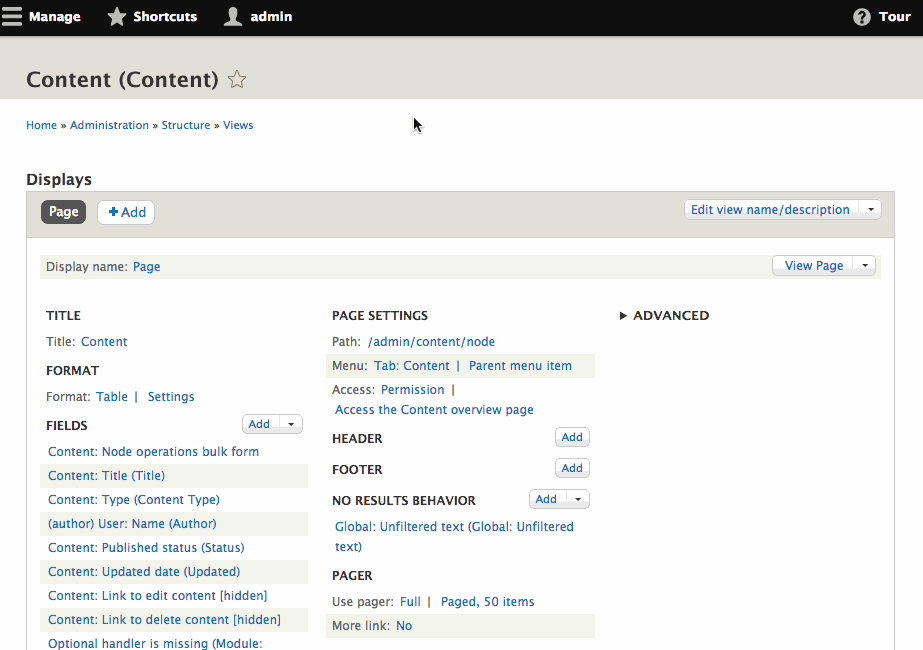 Manage Shortcuts admin Tour
Content (Content)
Home » Administration » Structure » Views
Displays
Page + Add Edit view name/description
Display name: Page View Page
TITLE
Title: Content
FORMAT
Format: Table | Settings
FIELDS Add
Content: Node operations bulk form
Content: Title (Title)
Content: Type (Content Type)
(author) User: Name (Author)
Content: Published status (Status)
Content: Updated date (Updated)
Content: Link to edit content [hidden]
Content: Link to delete content [hidden]
Optional handler is missing (Module:
PAGE SETTINGS
Path: /admin/content/node
Menu: Tab: Content | Parent menu item
Access: Permission |
Access the Content overview page
HEADER Add
FOOTER Add
NO RESULTS BEHAVIOR Add
Global: Unfiltered text (Global: Unfiltered
text)
PAGER
Use pager: Full | Paged, 50 items
More link: No
ADVANCED